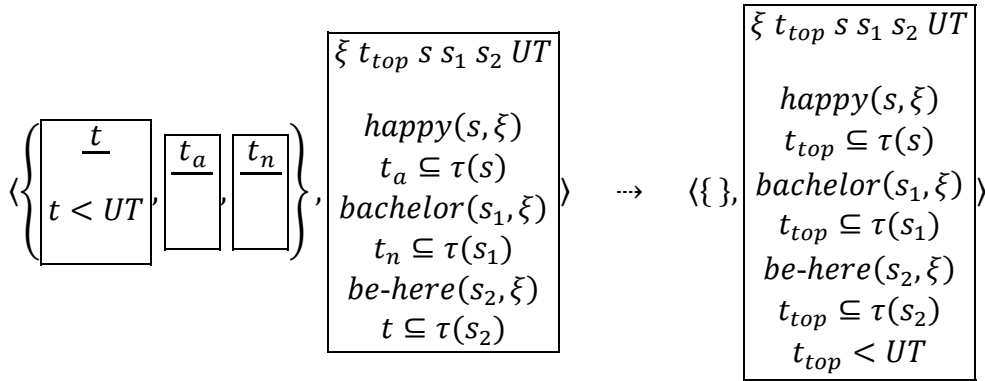 ⟨{ t t < UT , t_a , t_n } , ξ t_top s s_1 s_2 UT
happy(s, ξ)
t_a ⊆ τ(s)
bachelor(s_1, ξ)
t_n ⊆ τ(s_1)
be-here(s_2, ξ)
t ⊆ τ(s_2) ⟩
⇢
⟨{ }, ξ t_top s s_1 s_2 UT
happy(s, ξ)
t_top ⊆ τ(s)
bachelor(s_1, ξ)
t_top ⊆ τ(s_1)
be-here(s_2, ξ)
t_top ⊆ τ(s_2)
t_top < UT ⟩